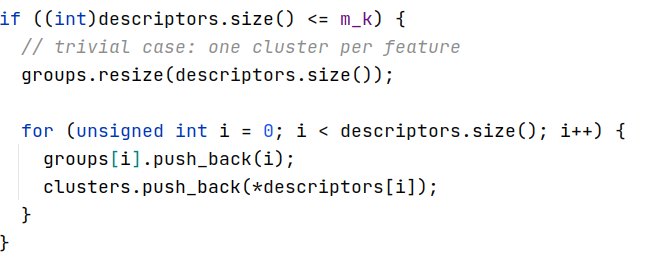 if ((int)descriptors.size() <= m_k) {
  // trivial case: one cluster per feature
  groups.resize(descriptors.size());

  for (unsigned int i = 0; i < descriptors.size(); i++) {
    groups[i].push_back(i);
    clusters.push_back(*descriptors[i]);
  }
}